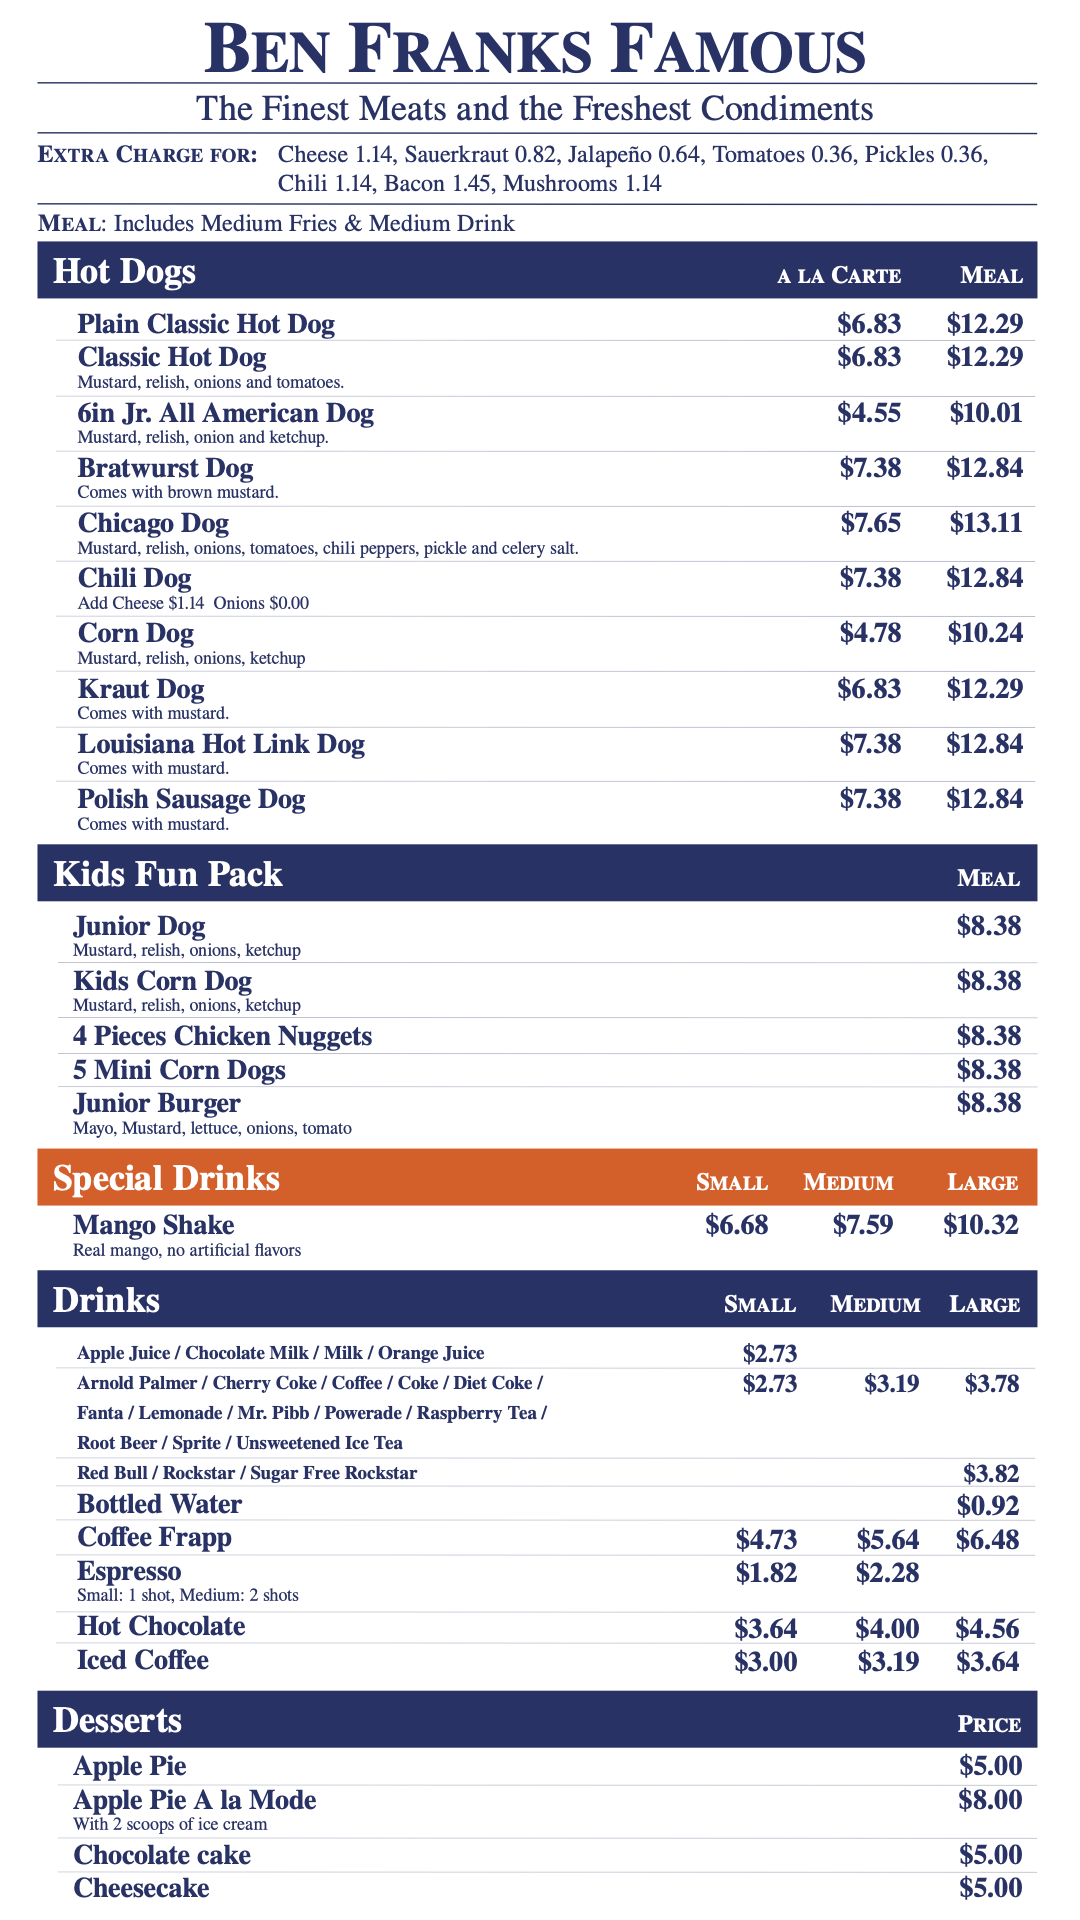 BEN FRANKS FAMOUS
The Finest Meats and the Freshest Condiments
EXTRA CHARGE FOR: Cheese 1.14, Sauerkraut 0.82, Jalapeño 0.64, Tomatoes 0.36, Pickles 0.36,
Chili 1.14, Bacon 1.45, Mushrooms 1.14
MEAL: Includes Medium Fries & Medium Drink
Hot Dogs A LA CARTE MEAL
Plain Classic Hot Dog $6.83 $12.29
Classic Hot Dog $6.83 $12.29
Mustard, relish, onions and tomatoes.
6in Jr. All American Dog $4.55 $10.01
Mustard, relish, onion and ketchup.
Bratwurst Dog $7.38 $12.84
Comes with brown mustard.
Chicago Dog $7.65 $13.11
Mustard, relish, onions, tomatoes, chili peppers, pickle and celery salt.
Chili Dog $7.38 $12.84
Add Cheese $1.14 Onions $0.00
Corn Dog $4.78 $10.24
Mustard, relish, onions, ketchup
Kraut Dog $6.83 $12.29
Comes with mustard.
Louisiana Hot Link Dog $7.38 $12.84
Comes with mustard.
Polish Sausage Dog $7.38 $12.84
Comes with mustard.
Kids Fun Pack MEAL
Junior Dog $8.38
Mustard, relish, onions, ketchup
Kids Corn Dog $8.38
Mustard, relish, onions, ketchup
4 Pieces Chicken Nuggets $8.38
5 Mini Corn Dogs $8.38
Junior Burger $8.38
Mayo, Mustard, lettuce, onions, tomato
Special Drinks SMALL MEDIUM LARGE
Mango Shake $6.68 $7.59 $10.32
Real mango, no artificial flavors
Drinks SMALL MEDIUM LARGE
Apple Juice / Chocolate Milk / Milk / Orange Juice $2.73
Arnold Palmer / Cherry Coke / Coffee / Coke / Diet Coke / $2.73 $3.19 $3.78
Fanta / Lemonade / Mr. Pibb / Powerade / Raspberry Tea /
Root Beer / Sprite / Unsweetened Ice Tea
Red Bull / Rockstar / Sugar Free Rockstar $3.82
Bottled Water $0.92
Coffee Frapp $4.73 $5.64 $6.48
Espresso $1.82 $2.28
Small: 1 shot, Medium: 2 shots
Hot Chocolate $3.64 $4.00 $4.56
Iced Coffee $3.00 $3.19 $3.64
Desserts PRICE
Apple Pie $5.00
Apple Pie A la Mode $8.00
With 2 scoops of ice cream
Chocolate cake $5.00
Cheesecake $5.00